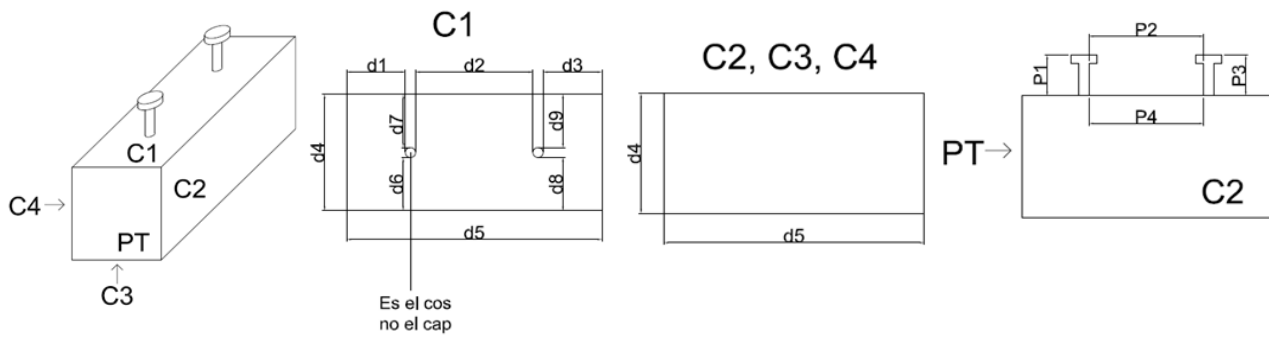 C1
C2
C4
PT
C3
C1
d1
d2
d3
d4
d7
d9
d6
d8
d5
Es el cos
no el cap
C2, C3, C4
d4
d5
P2
P1
P3
P4
PT
C2